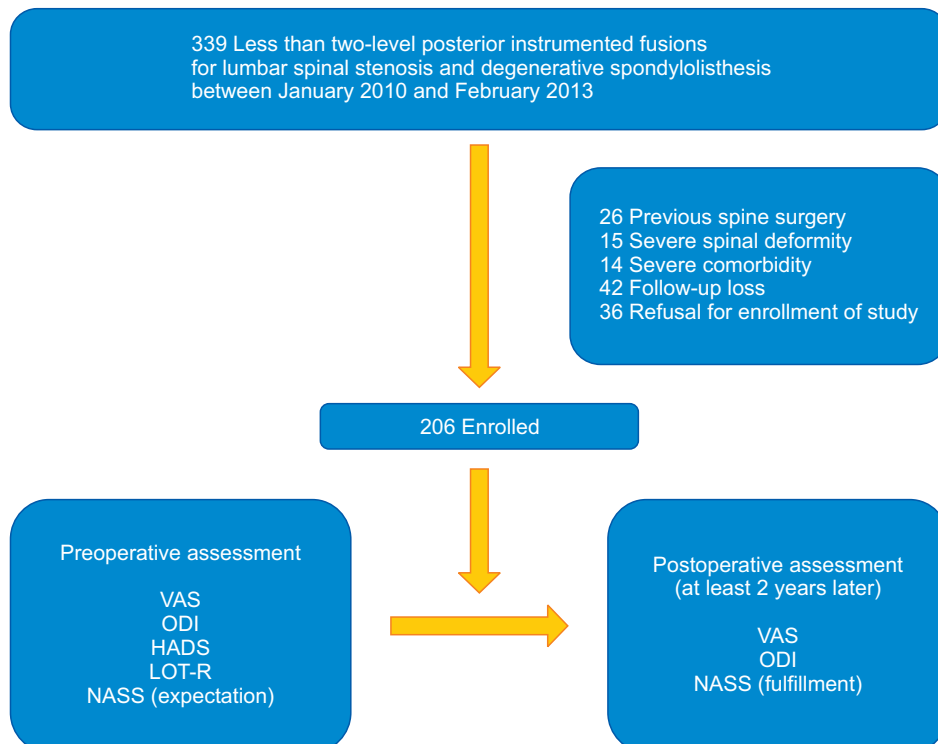 339 Less than two-level posterior instrumented fusions
for lumbar spinal stenosis and degenerative spondylolisthesis
between January 2010 and February 2013
26 Previous spine surgery
15 Severe spinal deformity
14 Severe comorbidity
42 Follow-up loss
36 Refusal for enrollment of study
206 Enrolled
Preoperative assessment
VAS
ODI
HADS
LOT-R
NASS (expectation)
Postoperative assessment
(at least 2 years later)
VAS
ODI
NASS (fulfillment)